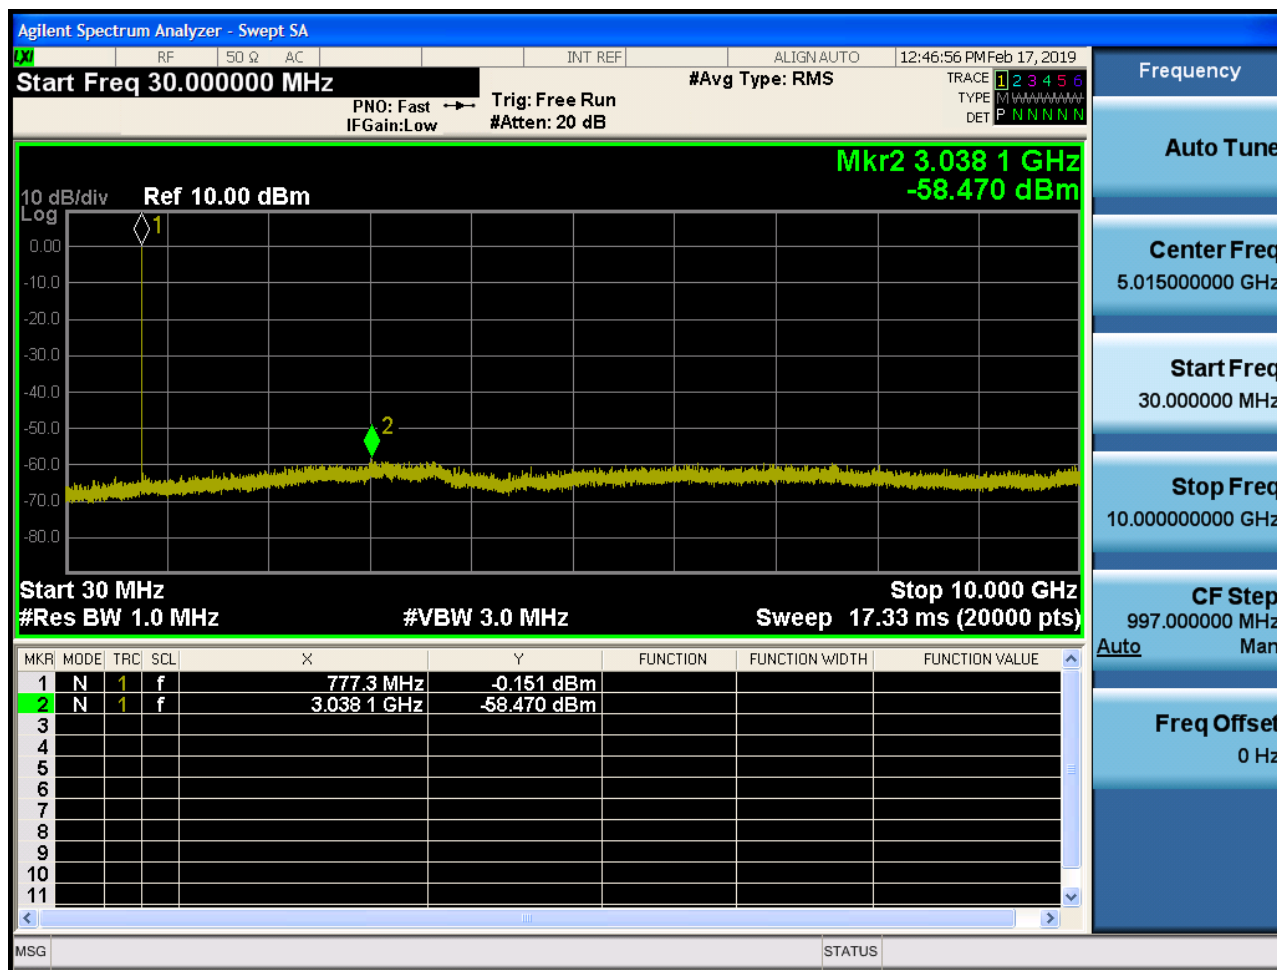 Agilent Spectrum Analyzer - Swept SA
LXI RF 50 Ω AC INT REF ALIGN AUTO 12:46:56 PM Feb 17, 2019
Start Freq 30.000000 MHz
PNO: Fast
IFGain:Low
Trig: Free Run
#Atten: 20 dB
#Avg Type: RMS
TRACE 1 2 3 4 5 6
TYPE M WWWWW
DET P N N N N N
Mkr2 3.038 1 GHz
-58.470 dBm
10 dB/div Ref 10.00 dBm
Log
1
0.00
-10.0
-20.0
-30.0
-40.0
-50.0
2
-60.0
-70.0
-80.0
Start 30 MHz Stop 10.000 GHz
#Res BW 1.0 MHz #VBW 3.0 MHz Sweep 17.33 ms (20000 pts)
MKR MODE TRC SCL X Y FUNCTION FUNCTION WIDTH FUNCTION VALUE
1 N 1 f 777.3 MHz -0.151 dBm
2 N 1 f 3.038 1 GHz -58.470 dBm
3
4
5
6
7
8
9
10
11
MSG STATUS
Frequency
Auto Tune
Center Freq
5.015000000 GHz
Start Freq
30.000000 MHz
Stop Freq
10.000000000 GHz
CF Step
997.000000 MHz
Auto Man
Freq Offset
0 Hz